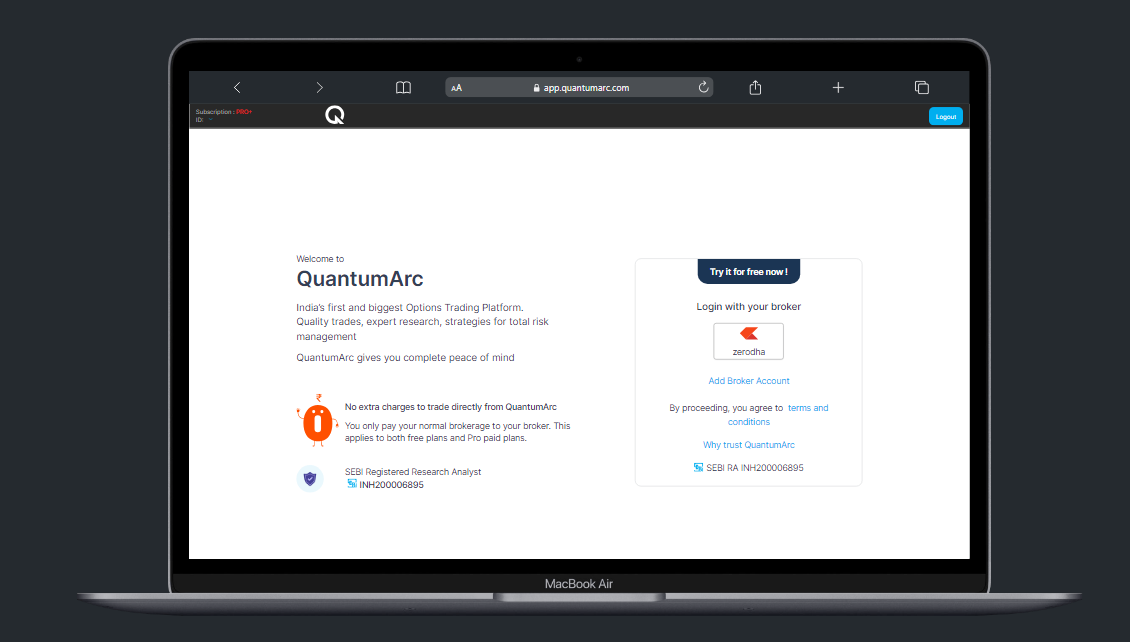 AA
app.quantumarc.com
Subscription : PRO+
ID:
Logout
Welcome to
QuantumArc
India's first and biggest Options Trading Platform.
Quality trades, expert research, strategies for total risk
management
QuantumArc gives you complete peace of mind
₹
No extra charges to trade directly from QuantumArc
You only pay your normal brokerage to your broker. This
applies to both free plans and Pro paid plans.
SEBI Registered Research Analyst
INH200006895
Try it for free now !
Login with your broker
zerodha
Add Broker Account
By proceeding, you agree to terms and
conditions
Why trust QuantumArc
SEBI RA INH200006895
MacBook Air